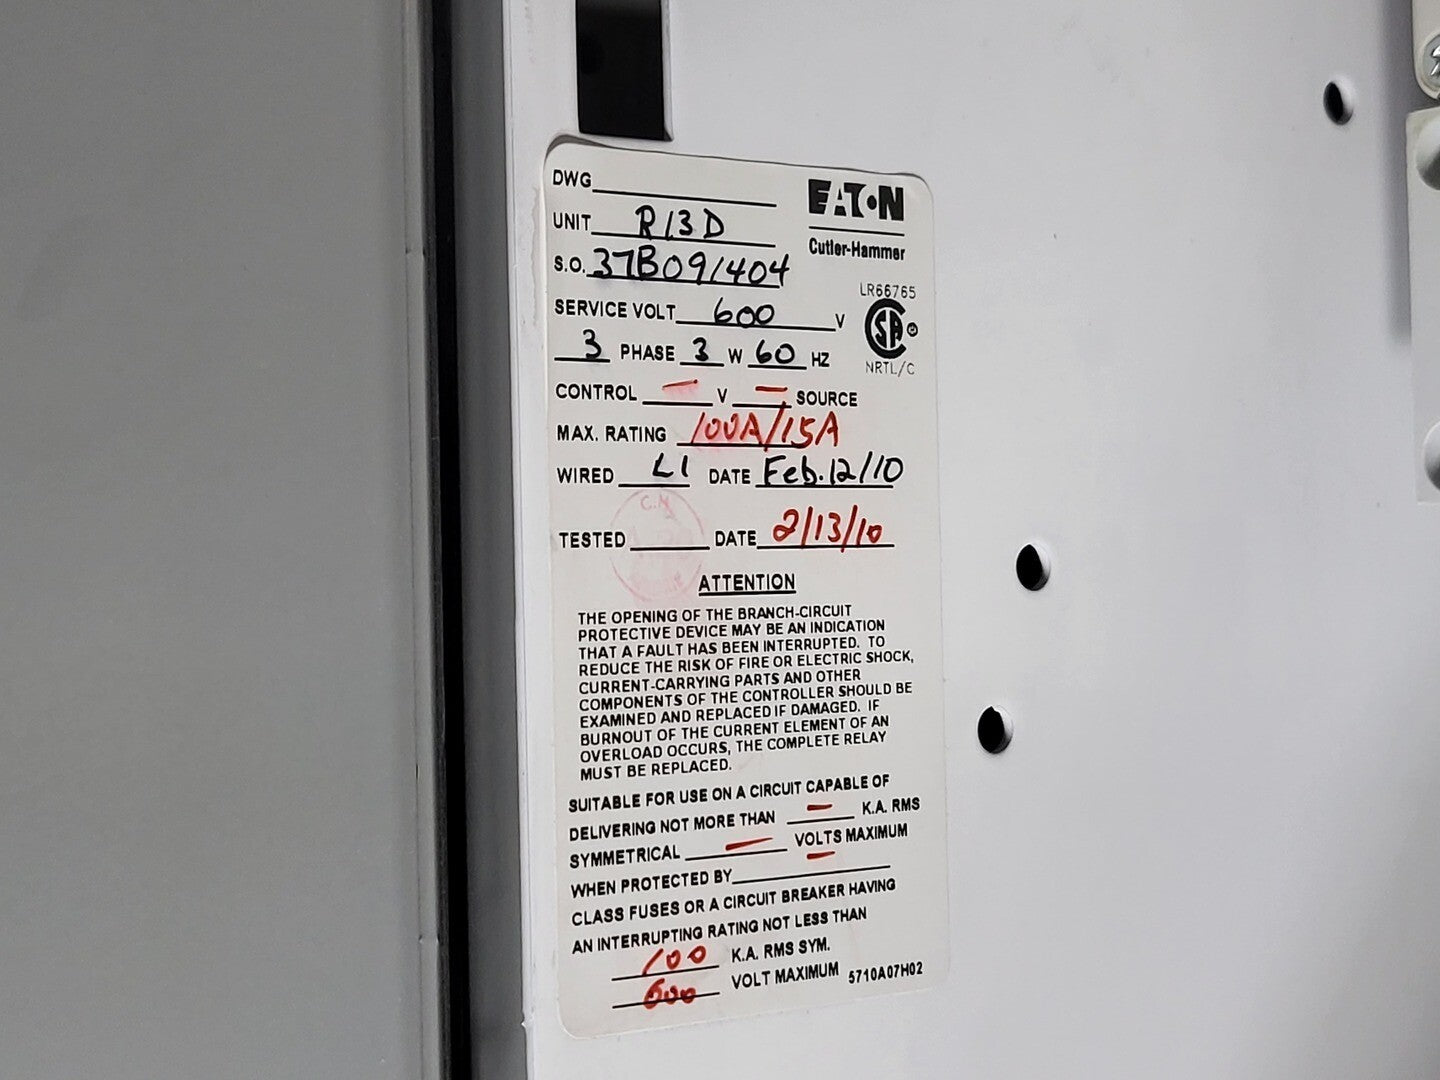 DWG
EATON
UNIT R13D
Cutler-Hammer
S.O. 37B091404
LR66765
SERVICE VOLT 600 V
SA
3 PHASE 3 W 60 HZ
NRTL/C
CONTROL — V — SOURCE
MAX. RATING 100A/15A
WIRED LI DATE Feb.12/10
C.H
TESTED DATE 2/13/10
ATTENTION
THE OPENING OF THE BRANCH-CIRCUIT
PROTECTIVE DEVICE MAY BE AN INDICATION
THAT A FAULT HAS BEEN INTERRUPTED. TO
REDUCE THE RISK OF FIRE OR ELECTRIC SHOCK,
CURRENT-CARRYING PARTS AND OTHER
COMPONENTS OF THE CONTROLLER SHOULD BE
EXAMINED AND REPLACED IF DAMAGED. IF
BURNOUT OF THE CURRENT ELEMENT OF AN
OVERLOAD OCCURS, THE COMPLETE RELAY
MUST BE REPLACED.
SUITABLE FOR USE ON A CIRCUIT CAPABLE OF
DELIVERING NOT MORE THAN — K.A. RMS
SYMMETRICAL — VOLTS MAXIMUM
WHEN PROTECTED BY —
CLASS FUSES OR A CIRCUIT BREAKER HAVING
AN INTERRUPTING RATING NOT LESS THAN
100 K.A. RMS SYM.
600 VOLT MAXIMUM 5710A07H02